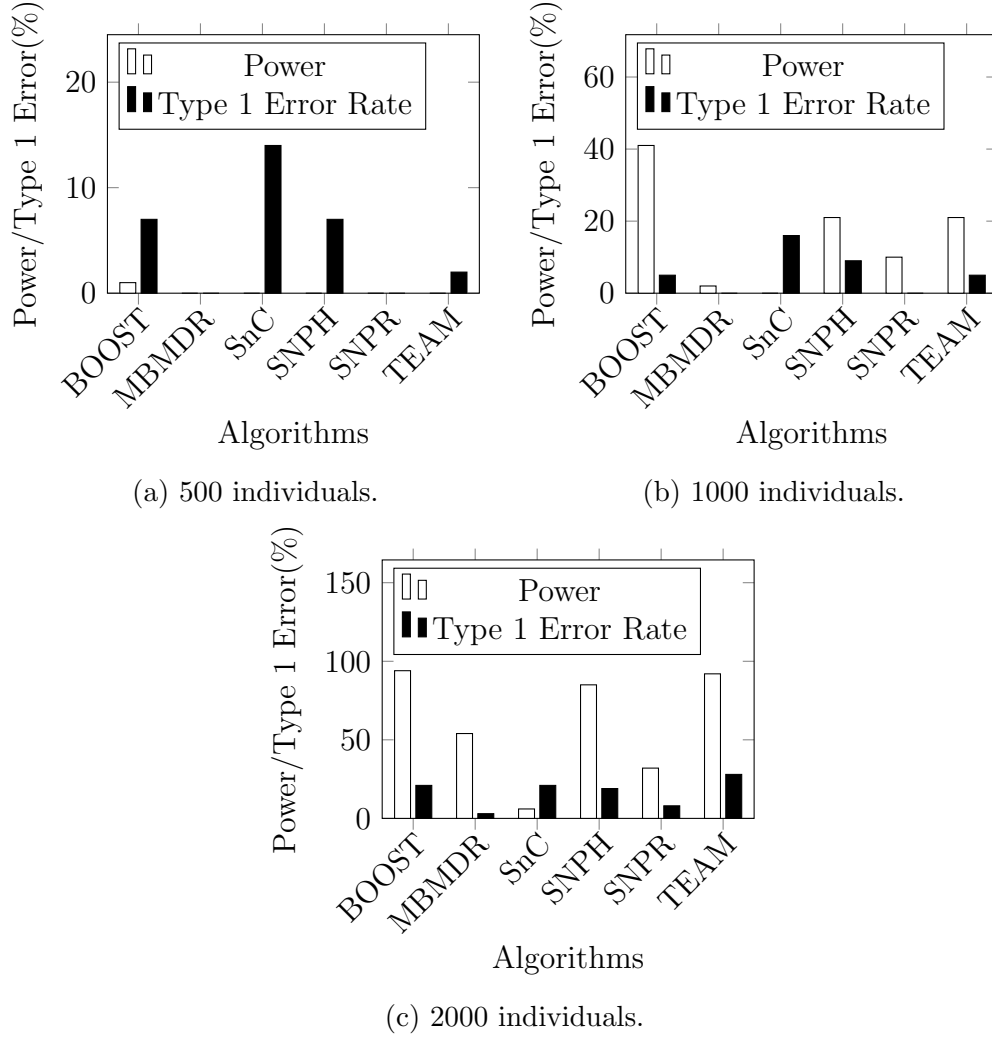 Power/Type 1 Error(%)
20
10
0
Power
Type 1 Error Rate
BOOST
MBMDR
SnC
SNPH
SNPR
TEAM
Algorithms
(a) 500 individuals.
Power/Type 1 Error(%)
60
40
20
0
Power
Type 1 Error Rate
BOOST
MBMDR
SnC
SNPH
SNPR
TEAM
Algorithms
(b) 1000 individuals.
Power/Type 1 Error(%)
150
100
50
0
Power
Type 1 Error Rate
BOOST
MBMDR
SnC
SNPH
SNPR
TEAM
Algorithms
(c) 2000 individuals.